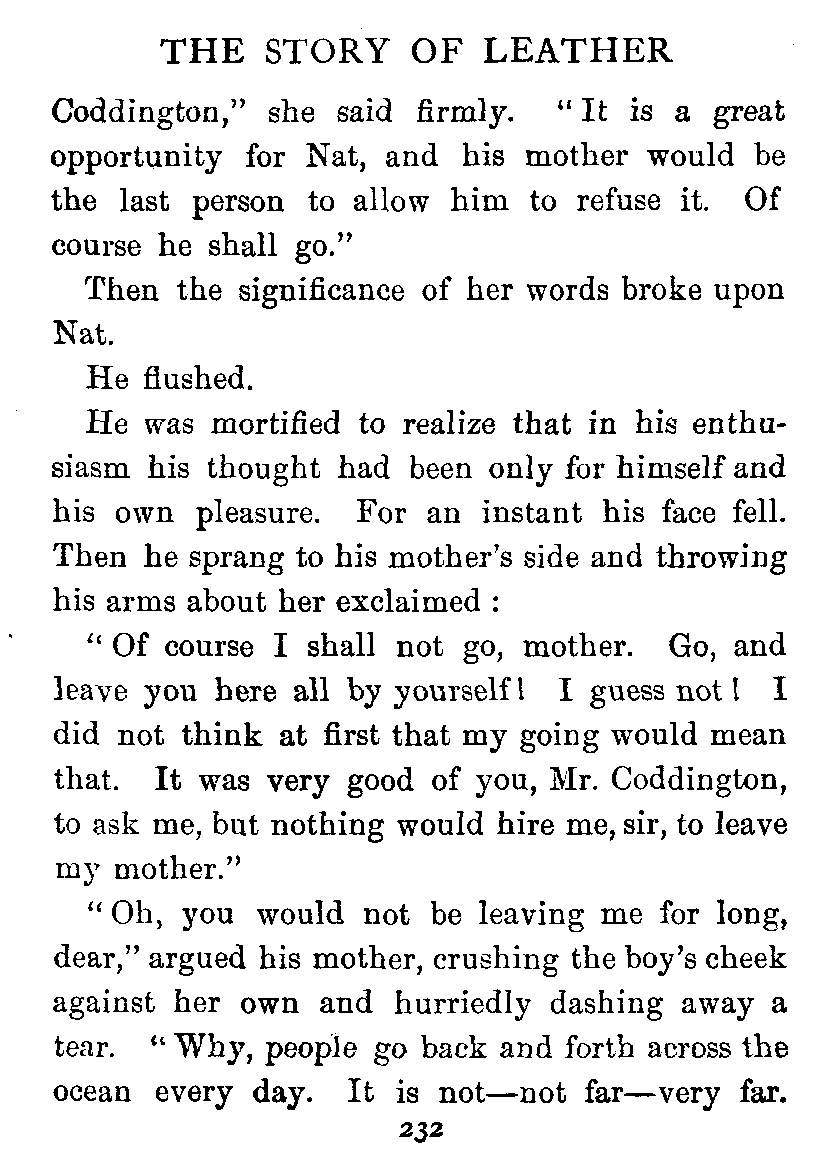 THE STORY OF LEATHER
Coddington,” she said firmly. “ It is a great
opportunity for Nat, and his mother would be
the last person to allow him to refuse it. Of
course he shall go.”
Then the significance of her words broke upon
Nat.
He flushed.
He was mortified to realize that in his enthu-
siasm his thought had been only for himself and
his own pleasure. For an instant his face fell.
Then he sprang to his mother’s side and throwing
his arms about her exclaimed :
“ Of course I shall not go, mother. Go, and
leave you here all by yourself! I guess not! I
did not think at first that my going would mean
that. It was very good of you, Mr. Coddington,
to ask me, but nothing would hire me, sir, to leave
my mother.”
“ Oh, you would not be leaving me for long,
dear,” argued his mother, crushing the boy’s cheek
against her own and hurriedly dashing away a
tear. “ Why, people go back and forth across the
ocean every day. It is not—not far—very far.
232